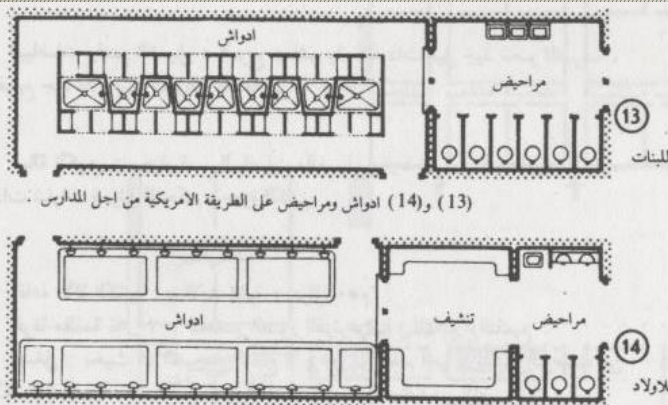 ادواش
مراحيض
13
للبنات
(13) و(14) ادواش ومراحيض على الطريقة الامريكية من اجل المدارس .
ادواش
تنشيف
مراحيض
14
للاولاد